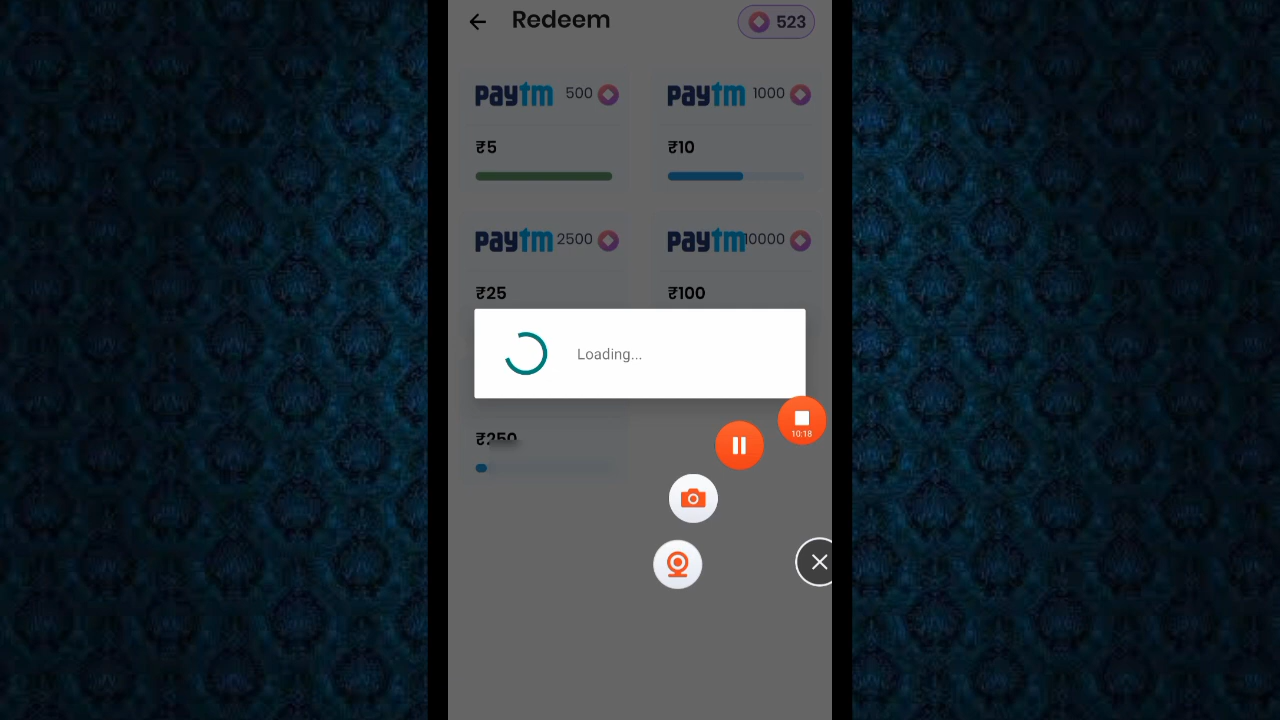 Redeem 523
paytm 500 paytm 1000
₹5 ₹10
paytm 2500 paytm 10000
₹25 ₹100
Loading...
10:18
₹250